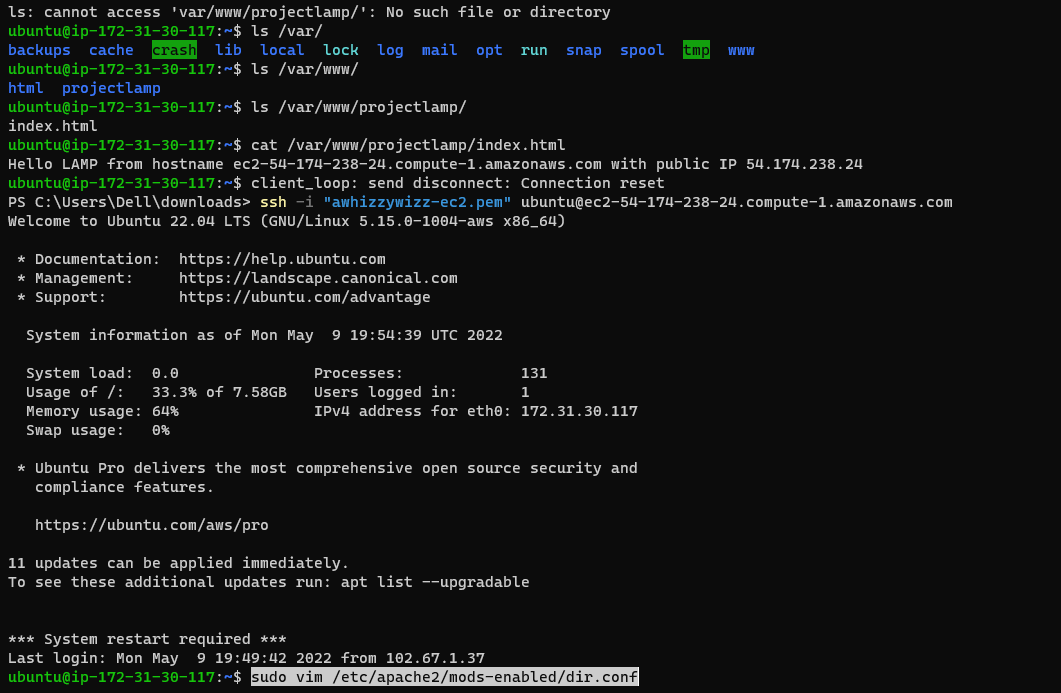 ls: cannot access 'var/www/projectlamp/': No such file or directory
ubuntu@ip-172-31-30-117:~$ ls /var/
backups  cache  crash  lib  local  lock  log  mail  opt  run  snap  spool  tmp  www
ubuntu@ip-172-31-30-117:~$ ls /var/www/
html  projectlamp
ubuntu@ip-172-31-30-117:~$ ls /var/www/projectlamp/
index.html
ubuntu@ip-172-31-30-117:~$ cat /var/www/projectlamp/index.html
Hello LAMP from hostname ec2-54-174-238-24.compute-1.amazonaws.com with public IP 54.174.238.24
ubuntu@ip-172-31-30-117:~$ client_loop: send disconnect: Connection reset
PS C:\Users\Dell\downloads> ssh -i "awhizzywizz-ec2.pem" ubuntu@ec2-54-174-238-24.compute-1.amazonaws.com
Welcome to Ubuntu 22.04 LTS (GNU/Linux 5.15.0-1004-aws x86_64)

 * Documentation:  https://help.ubuntu.com
 * Management:     https://landscape.canonical.com
 * Support:        https://ubuntu.com/advantage

  System information as of Mon May  9 19:54:39 UTC 2022

  System load:  0.0               Processes:             131
  Usage of /:   33.3% of 7.58GB   Users logged in:       1
  Memory usage: 64%               IPv4 address for eth0: 172.31.30.117
  Swap usage:   0%

 * Ubuntu Pro delivers the most comprehensive open source security and
   compliance features.

   https://ubuntu.com/aws/pro

11 updates can be applied immediately.
To see these additional updates run: apt list --upgradable

*** System restart required ***
Last login: Mon May  9 19:49:42 2022 from 102.67.1.37
ubuntu@ip-172-31-30-117:~$ sudo vim /etc/apache2/mods-enabled/dir.conf